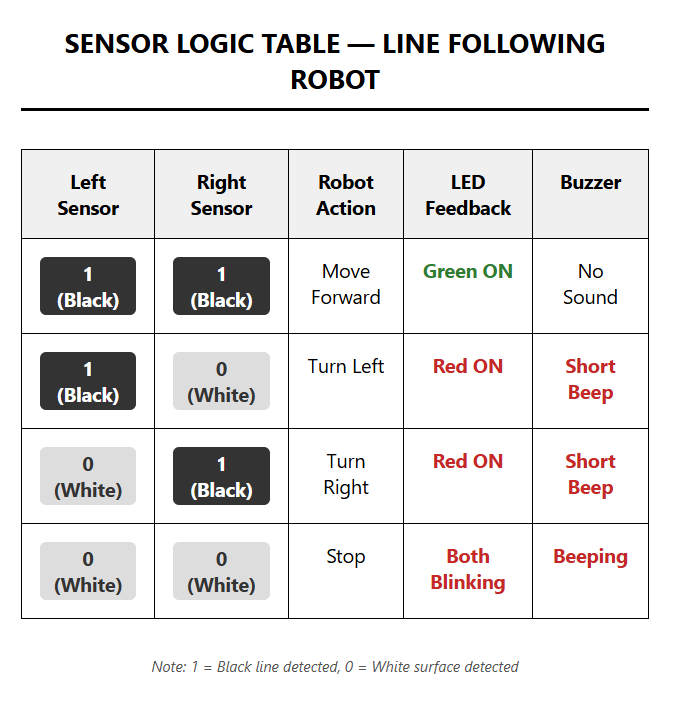 SENSOR LOGIC TABLE — LINE FOLLOWING
ROBOT
Left Sensor Right Sensor Robot Action LED Feedback Buzzer
1 (Black) 1 (Black) Move Forward Green ON No Sound
1 (Black) 0 (White) Turn Left Red ON Short Beep
0 (White) 1 (Black) Turn Right Red ON Short Beep
0 (White) 0 (White) Stop Both Blinking Beeping
Note: 1 = Black line detected, 0 = White surface detected